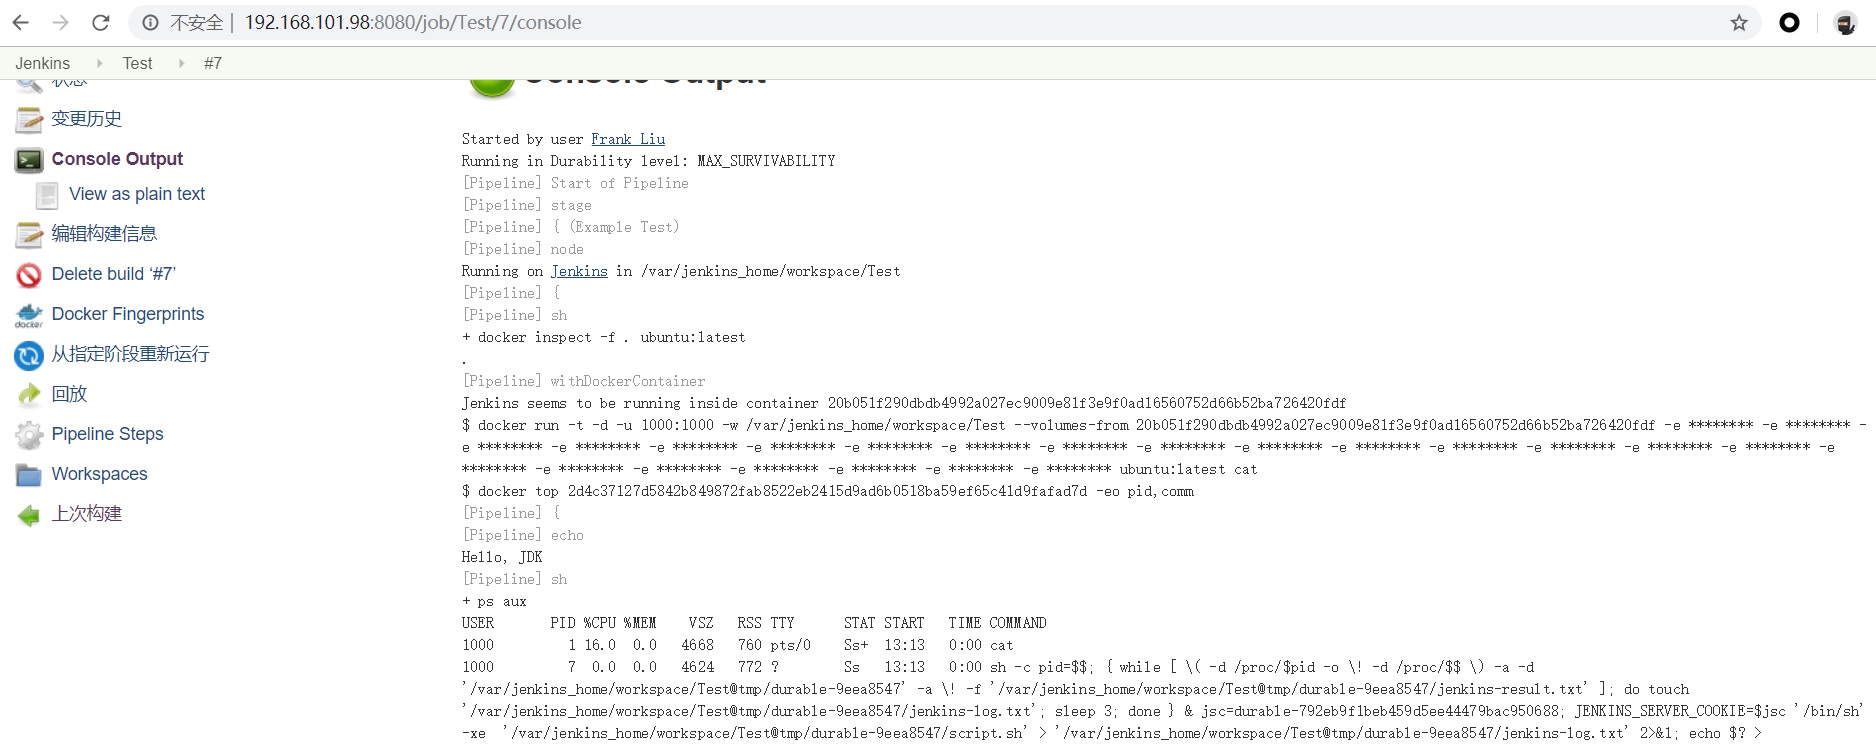 不安全 | 192.168.101.98:8080/job/Test/7/console
Jenkins Test #7
状态
Console Output
变更历史
Console Output
View as plain text
编辑构建信息
Delete build ‘#7’
Docker Fingerprints
docker
从指定阶段重新运行
回放
Pipeline Steps
Workspaces
上次构建
Started by user Frank Liu
Running in Durability level: MAX_SURVIVABILITY
[Pipeline] Start of Pipeline
[Pipeline] stage
[Pipeline] { (Example Test)
[Pipeline] node
Running on Jenkins in /var/jenkins_home/workspace/Test
[Pipeline] {
[Pipeline] sh
+ docker inspect -f . ubuntu:latest
.
[Pipeline] withDockerContainer
Jenkins seems to be running inside container 20b051f290dbdb4992a027ec9009e81f3e9f0ad16560752d66b52ba726420fdf
$ docker run -t -d -u 1000:1000 -w /var/jenkins_home/workspace/Test --volumes-from 20b051f290dbdb4992a027ec9009e81f3e9f0ad16560752d66b52ba726420fdf -e ******** -e ******** -
e ******** -e ******** -e ******** -e ******** -e ******** -e ******** -e ******** -e ******** -e ******** -e ******** -e ******** -e ******** -e ******** -e ******** -e
******** -e ******** -e ******** -e ******** -e ******** -e ******** -e ******** ubuntu:latest cat
$ docker top 2d4c37127d5842b849872fab8522eb2415d9ad6b0518ba59ef65c41d9fafad7d -eo pid,comm
[Pipeline] {
[Pipeline] echo
Hello, JDK
[Pipeline] sh
+ ps aux
USER PID %CPU %MEM VSZ RSS TTY STAT START TIME COMMAND
1000 1 16.0 0.0 4668 760 pts/0 Ss+ 13:13 0:00 cat
1000 7 0.0 0.0 4624 772 ? Ss 13:13 0:00 sh -c pid=$$; { while [ \( -d /proc/$pid -o \! -d /proc/$$ \) -a -d
'/var/jenkins_home/workspace/Test@tmp/durable-9eea8547' -a \! -f '/var/jenkins_home/workspace/Test@tmp/durable-9eea8547/jenkins-result.txt' ]; do touch
'/var/jenkins_home/workspace/Test@tmp/durable-9eea8547/jenkins-log.txt'; sleep 3; done } & jsc=durable-792eb9f1beb459d5ee44479bac950688; JENKINS_SERVER_COOKIE=$jsc '/bin/sh'
-xe '/var/jenkins_home/workspace/Test@tmp/durable-9eea8547/script.sh' > '/var/jenkins_home/workspace/Test@tmp/durable-9eea8547/jenkins-log.txt' 2>&1; echo $? >